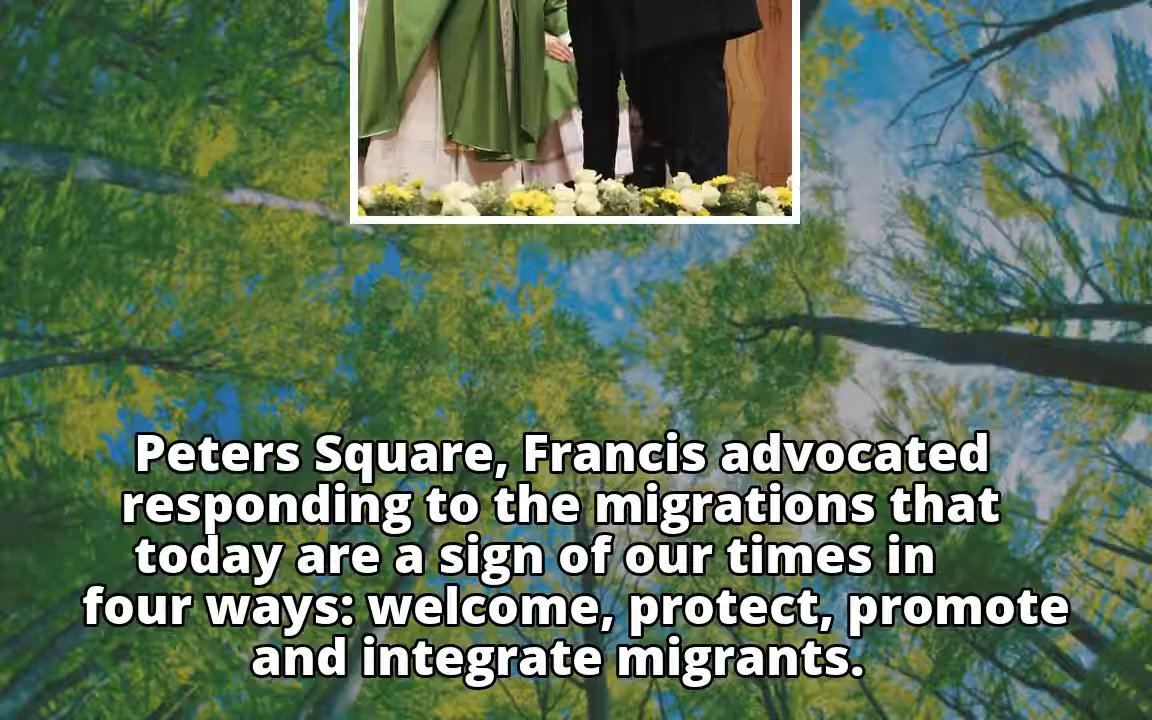 Peters Square, Francis advocated
responding to the migrations that
today are a sign of our times in
four ways: welcome, protect, promote
and integrate migrants.